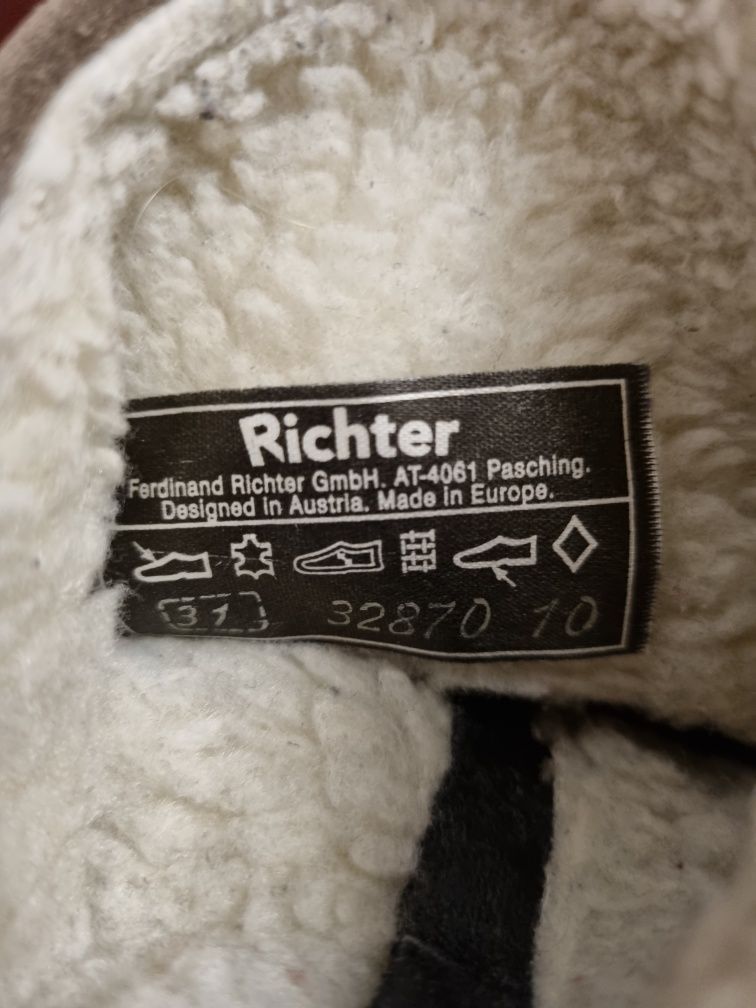 Richter
Ferdinand Richter GmbH. AT-4061 Pasching.
Designed in Austria. Made in Europe.
31 32870 10